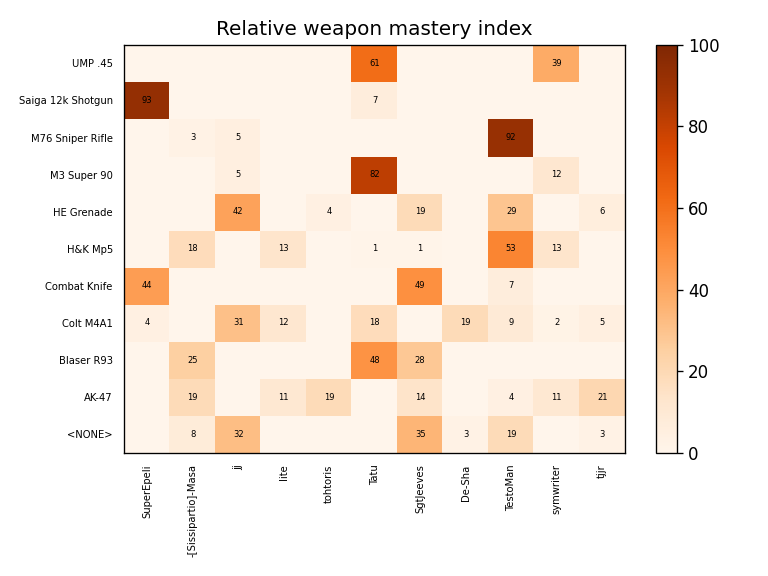 Relative weapon mastery index
UMP .45 61 39
Saiga 12k Shotgun 93 7
M76 Sniper Rifle 3 5 92
M3 Super 90 5 82 12
HE Grenade 42 4 19 29 6
H&K Mp5 18 13 1 1 53 13
Combat Knife 44 49 7
Colt M4A1 4 31 12 18 19 9 2 5
Blaser R93 25 48 28
AK-47 19 11 19 14 4 11 21
<NONE> 8 32 35 3 19 3
SuperEpeli
-[Sissipartio]-Masa
jj
lite
tohtoris
Tatu
SgtJeeves
De-Sha
TestoMan
symwriter
tjjr
100
80
60
40
20
0